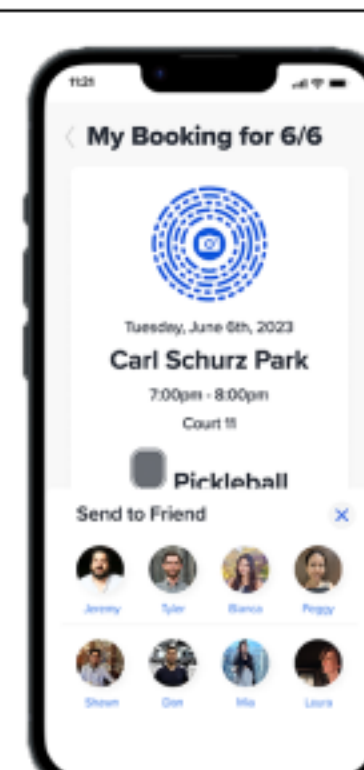 11:21
My Booking for 6/6
Tuesday, June 6th, 2023
Carl Schurz Park
7:00pm - 8:00pm
Court 11
Pickleball
Send to Friend
Jeremy Tyler Bianca Peggy
Shawn Dan Mia Laura